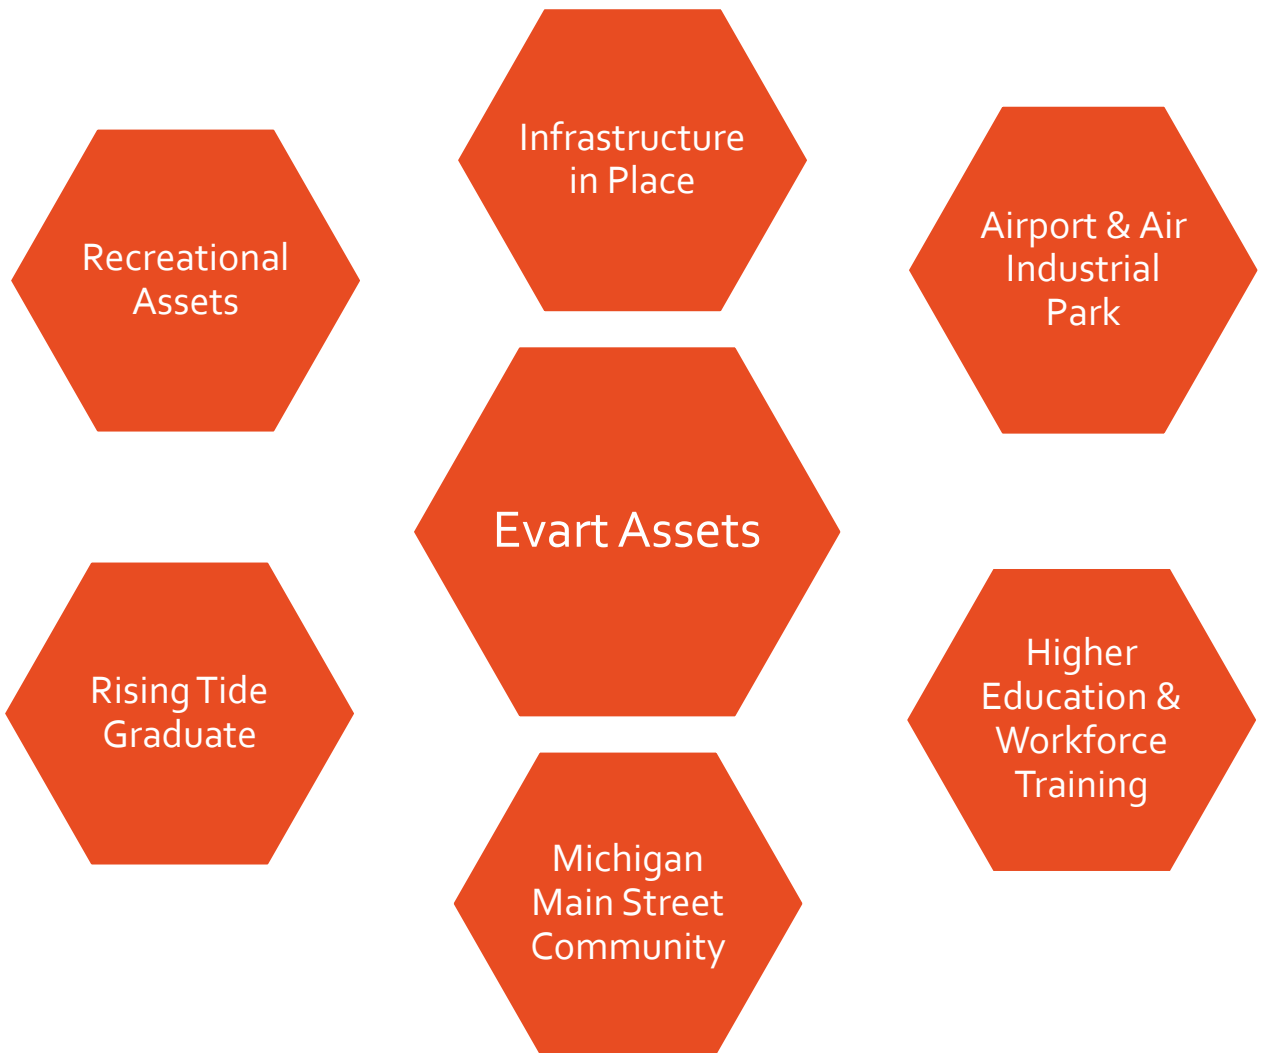 Infrastructure
in Place
Recreational
Assets
Airport & Air
Industrial
Park
Evart Assets
Rising Tide
Graduate
Higher
Education &
Workforce
Training
Michigan
Main Street
Community